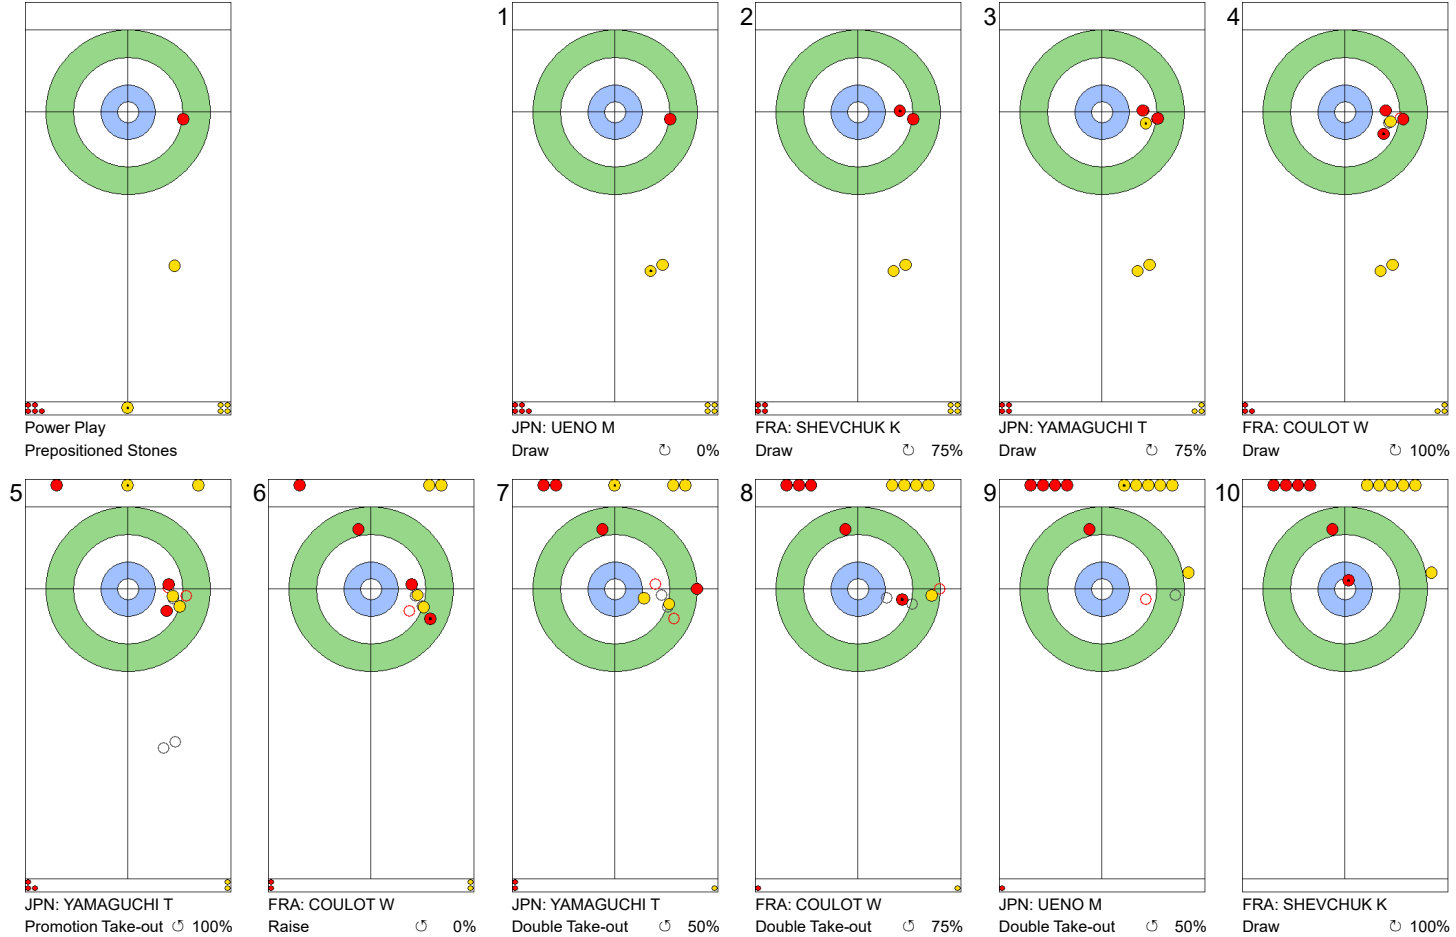 1
2
3
4
Power Play
Prepositioned Stones
JPN: UENO M
Draw 0%
FRA: SHEVCHUK K
Draw 75%
JPN: YAMAGUCHI T
Draw 75%
FRA: COULOT W
Draw 100%
5
6
7
8
9
10
JPN: YAMAGUCHI T
Promotion Take-out 100%
FRA: COULOT W
Raise 0%
JPN: YAMAGUCHI T
Double Take-out 50%
FRA: COULOT W
Double Take-out 75%
JPN: UENO M
Double Take-out 50%
FRA: SHEVCHUK K
Draw 100%